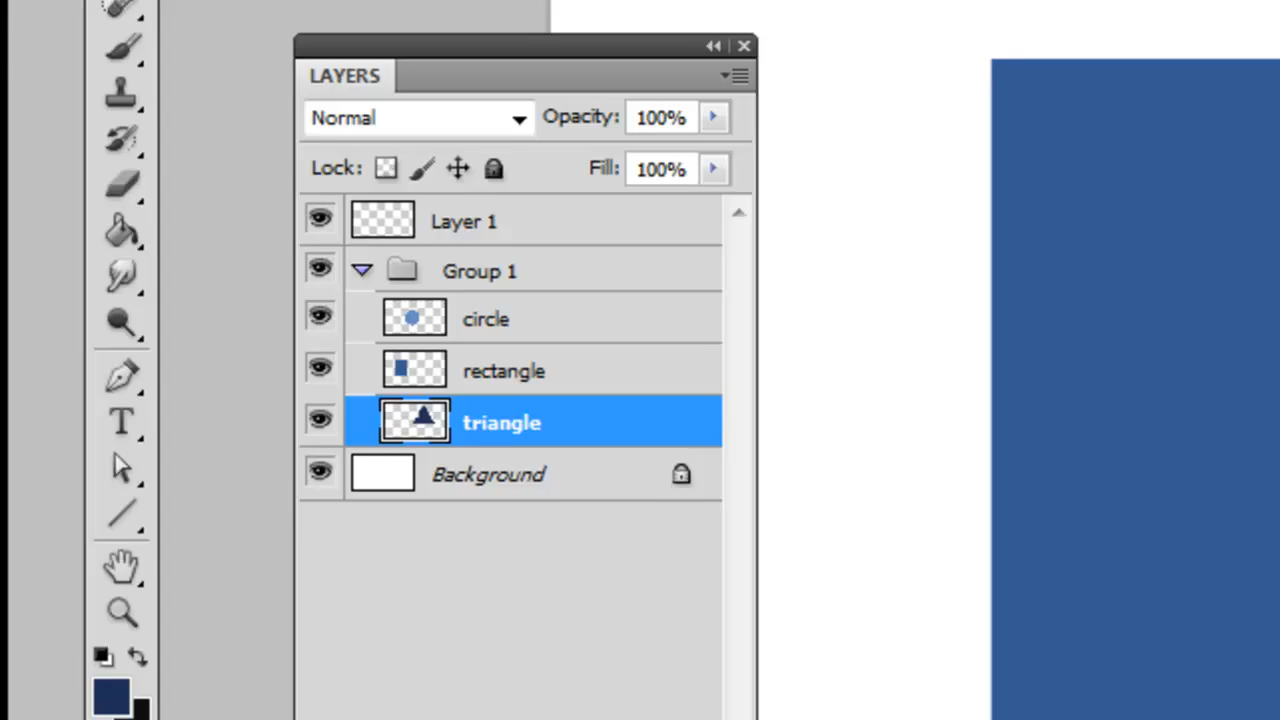 LAYERS
Normal Opacity: 100%
Lock: Fill: 100%
Layer 1
Group 1
circle
rectangle
triangle
Background
T